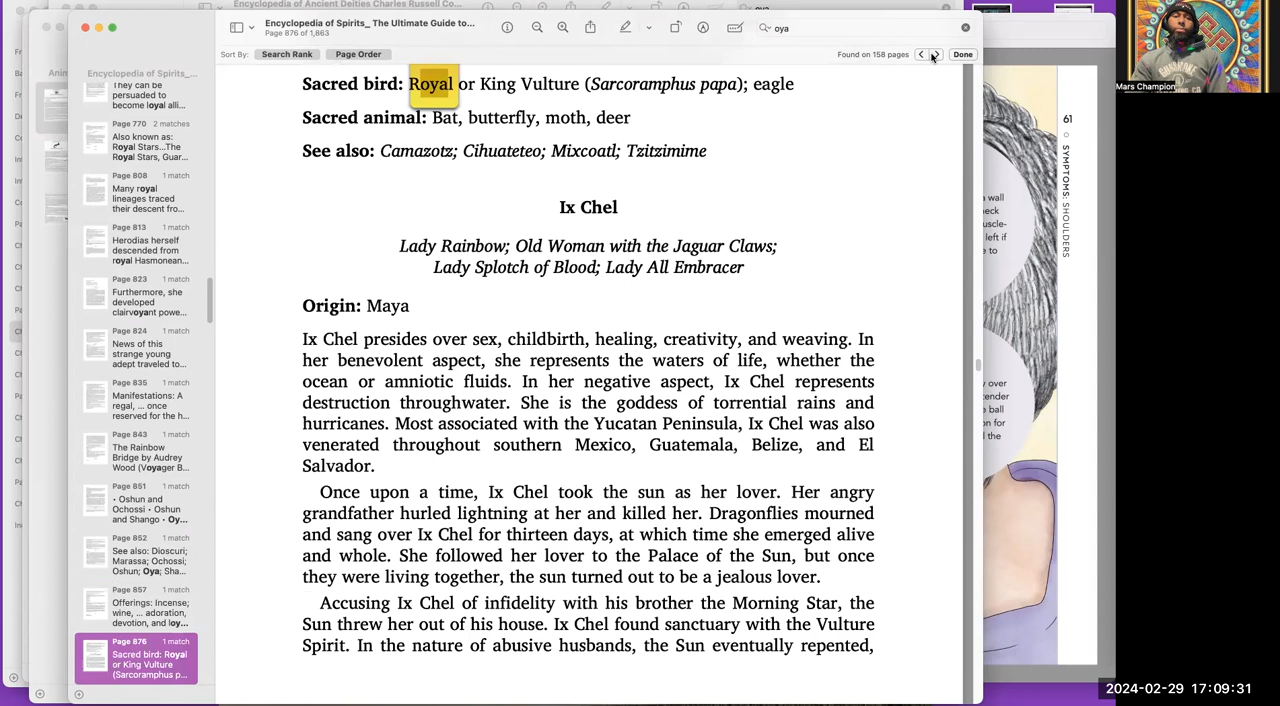 Encyclopedia of Ancient Deities Charles Russell Co...
Encyclopedia of Spirits_ The Ultimate Guide to...
Page 876 of 1,863
oya
Sort By:
Search Rank
Page Order
Found on 158 pages
Done
Encyclopedia of Spirits_...
They can be
persuaded to
become loyal alli...
Page 770 2 matches
Also known as:
Royal Stars...The
Royal Stars, Guar...
Page 808 1 match
Many royal
lineages traced
their descent fro...
Page 813 1 match
Herodias herself
descended from
royal Hasmonean...
Page 823 1 match
Furthermore, she
developed
clairvoyant powe...
Page 824 1 match
News of this
strange young
adept traveled to...
Page 835 1 match
Manifestations: A
regal, ... once
reserved for the h...
Page 843 1 match
The Rainbow
Bridge by Audrey
Wood (Voyager B...
Page 851 1 match
• Oshun and
Ochossi • Oshun
and Shango • Oy...
Page 852 1 match
See also: Dioscuri;
Marassa; Ochossi;
Oshun; Oya; Sha...
Page 857 1 match
Offerings: Incense;
wine, ... adoration,
devotion, and loy...
Page 876 1 match
Sacred bird: Royal
or King Vulture
(Sarcoramphus p...
Sacred bird: Royal or King Vulture (Sarcoramphus papa); eagle
Sacred animal: Bat, butterfly, moth, deer
See also: Camazotz; Cihuateteo; Mixcoatl; Tzitzimime
Ix Chel
Lady Rainbow; Old Woman with the Jaguar Claws;
Lady Splotch of Blood; Lady All Embracer
Origin: Maya
Ix Chel presides over sex, childbirth, healing, creativity, and weaving. In
her benevolent aspect, she represents the waters of life, whether the
ocean or amniotic fluids. In her negative aspect, Ix Chel represents
destruction throughwater. She is the goddess of torrential rains and
hurricanes. Most associated with the Yucatan Peninsula, Ix Chel was also
venerated throughout southern Mexico, Guatemala, Belize, and El
Salvador.
Once upon a time, Ix Chel took the sun as her lover. Her angry
grandfather hurled lightning at her and killed her. Dragonflies mourned
and sang over Ix Chel for thirteen days, at which time she emerged alive
and whole. She followed her lover to the Palace of the Sun, but once
they were living together, the sun turned out to be a jealous lover.
Accusing Ix Chel of infidelity with his brother the Morning Star, the
Sun threw her out of his house. Ix Chel found sanctuary with the Vulture
Spirit. In the nature of abusive husbands, the Sun eventually repented,
61
SYMPTOMS: SHOULDERS
a wall
left if
e to
over
tender
e ball
on for
d the
Mars Champion
2024-02-29 17:09:31